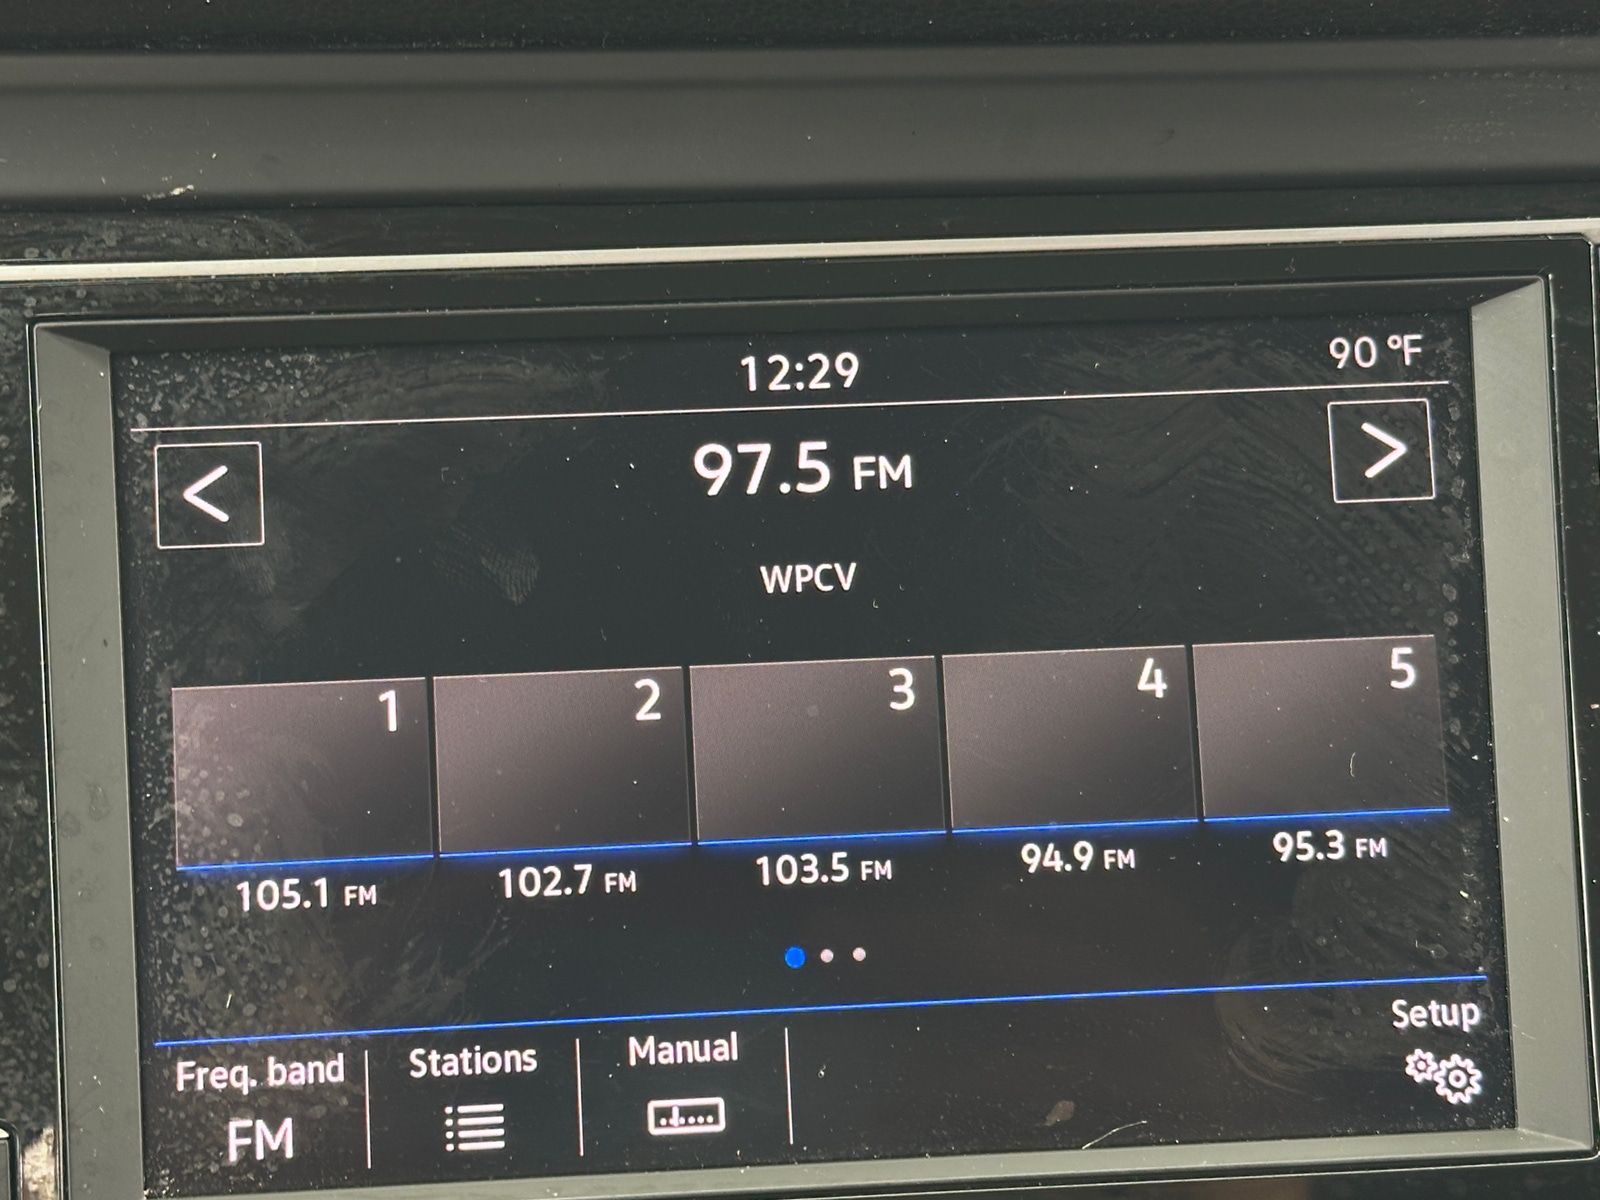 12:29
90 °F
< 97.5 FM >
WPCV
1 2 3 4 5
105.1 FM 102.7 FM 103.5 FM 94.9 FM 95.3 FM
Freq. band Stations Manual Setup
FM